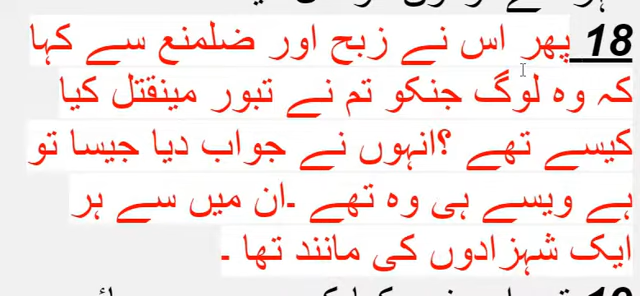 18 پھر اس نے زبح اور ضلمنع سے کہا
کہ وہ لوگ جنکو تم نے تبور مینقتل کیا
کیسے تھے ؟انہوں نے جواب دیا جیسا تو
ہے ویسے ہی وہ تھے ۔ان میں سے ہر
ایک شہزادوں کی مانند تھا ۔